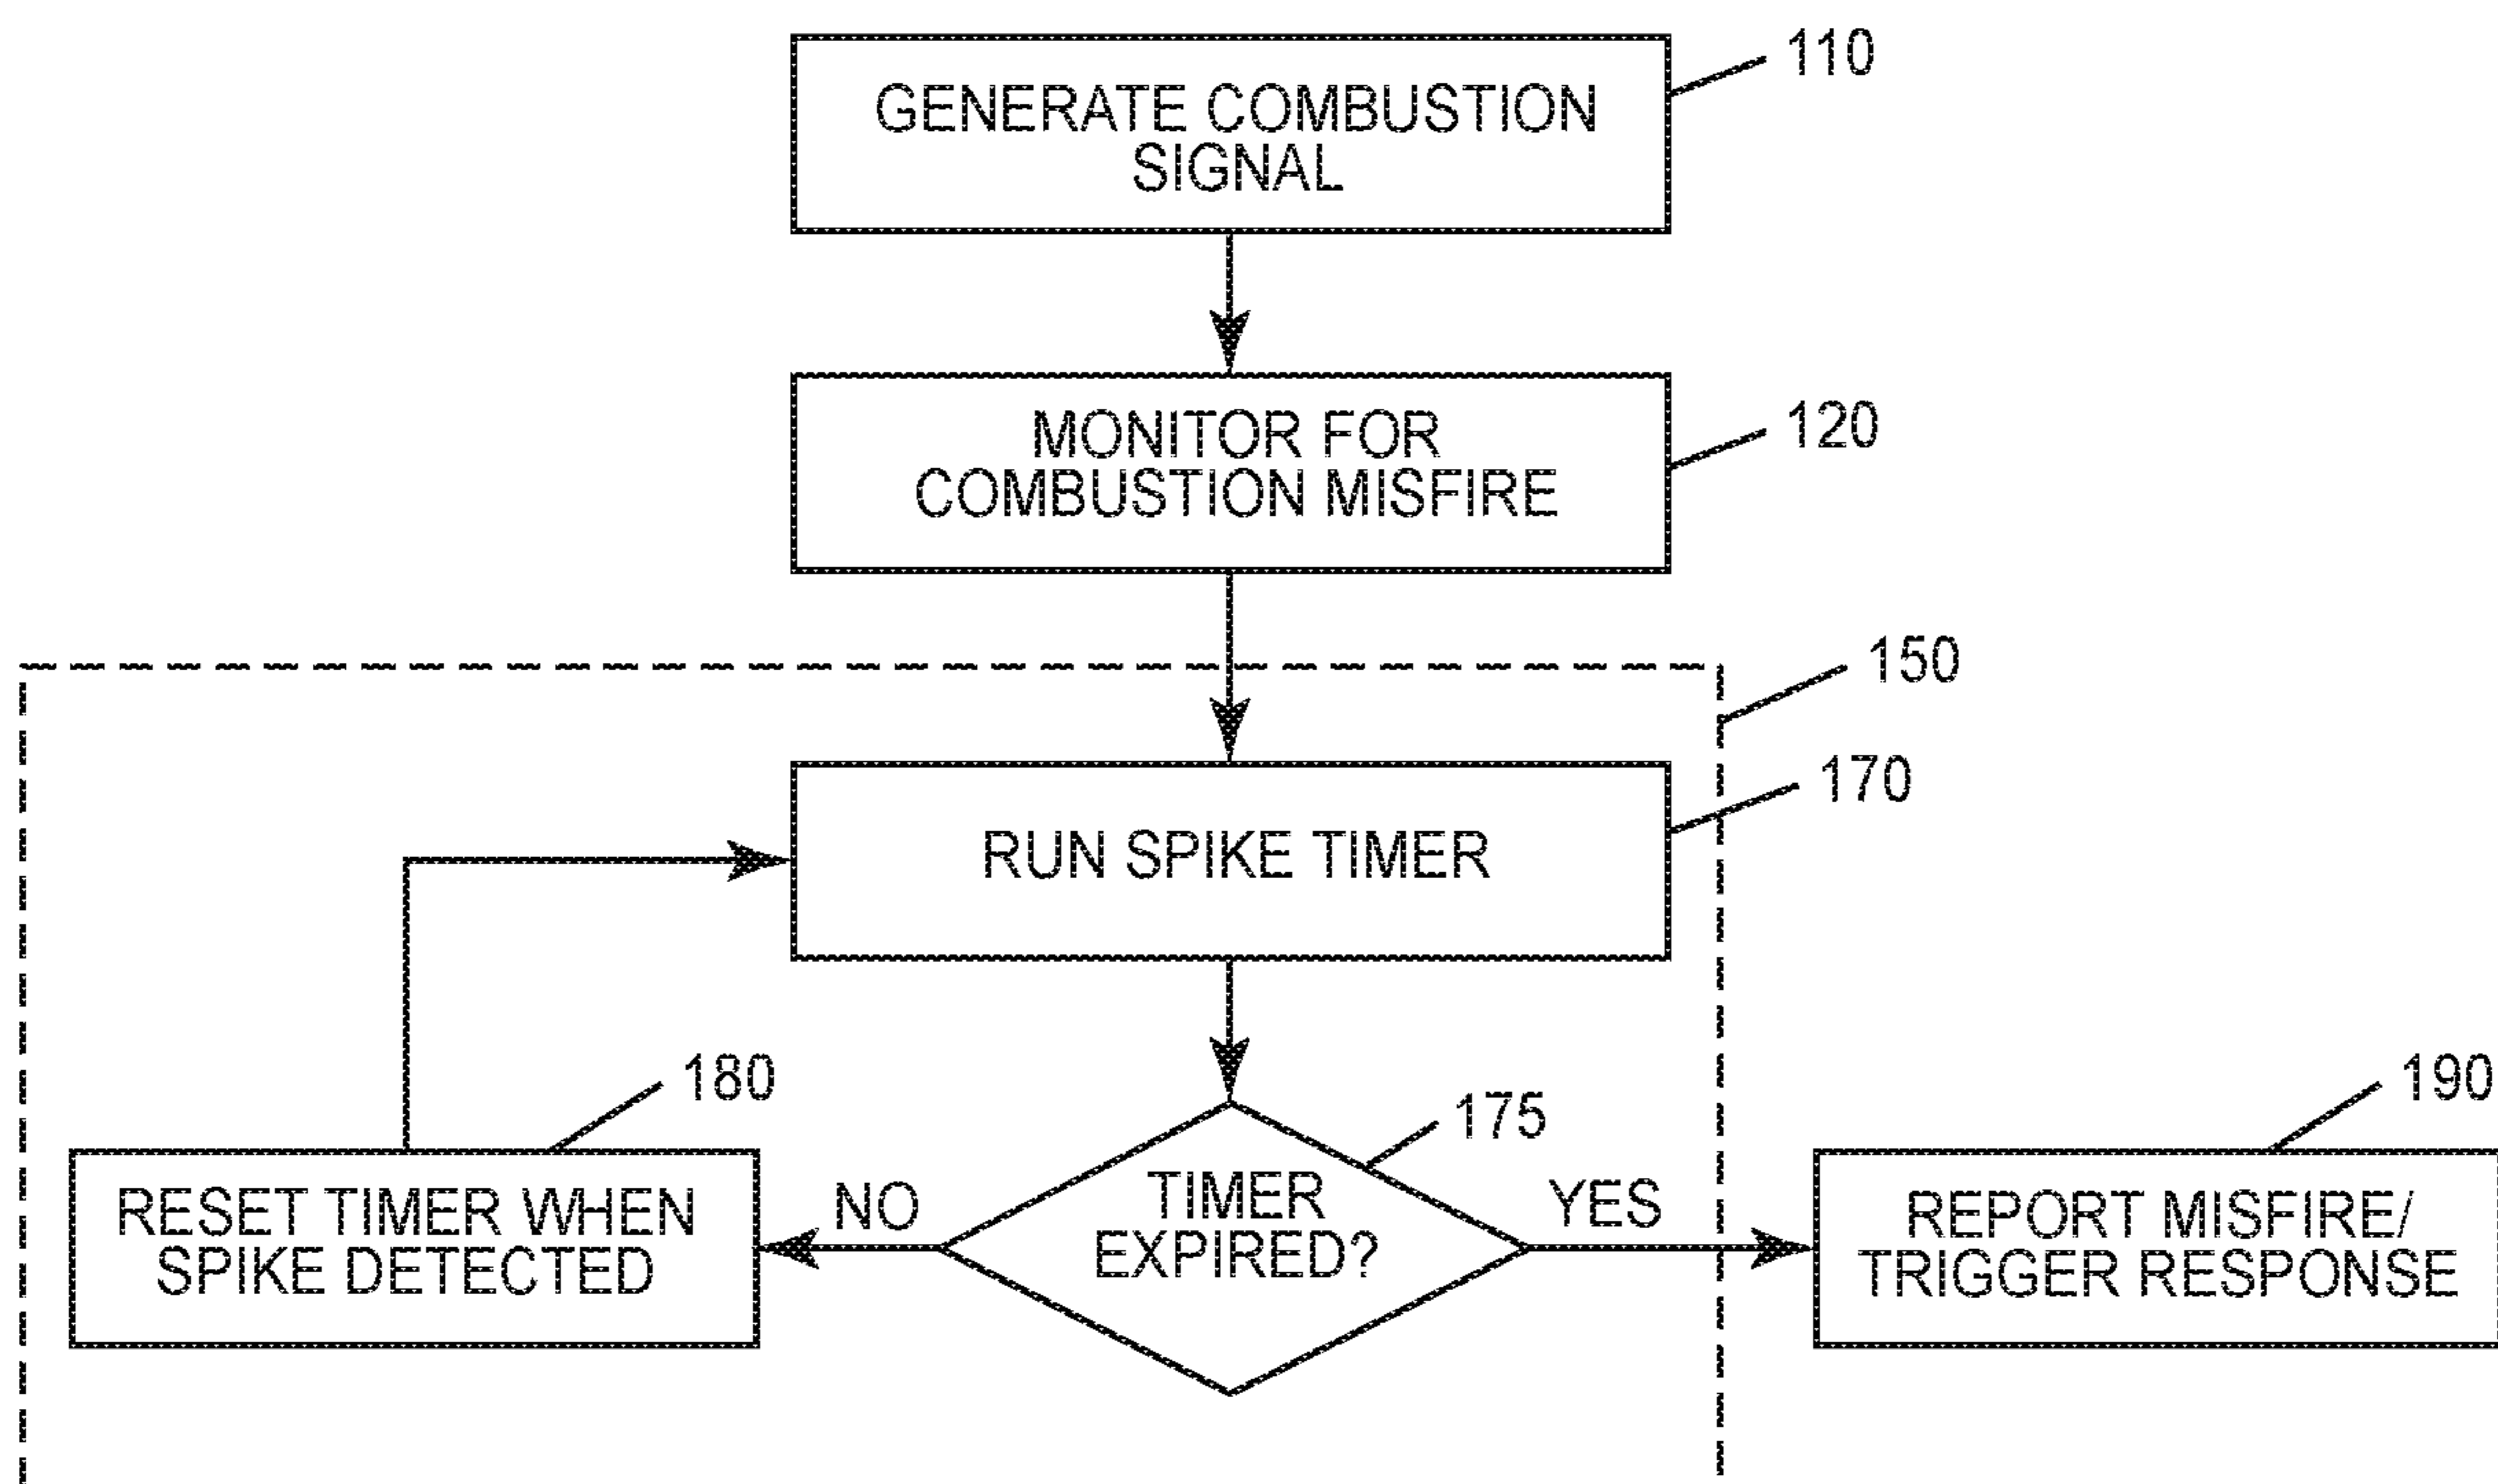 GENERATE COMBUSTION
SIGNAL
110
MONITOR FOR
COMBUSTION MISFIRE
120
150
RUN SPIKE TIMER
170
180
175
190
RESET TIMER WHEN
SPIKE DETECTED
NO
TIMER
EXPIRED?
YES
REPORT MISFIRE/
TRIGGER RESPONSE